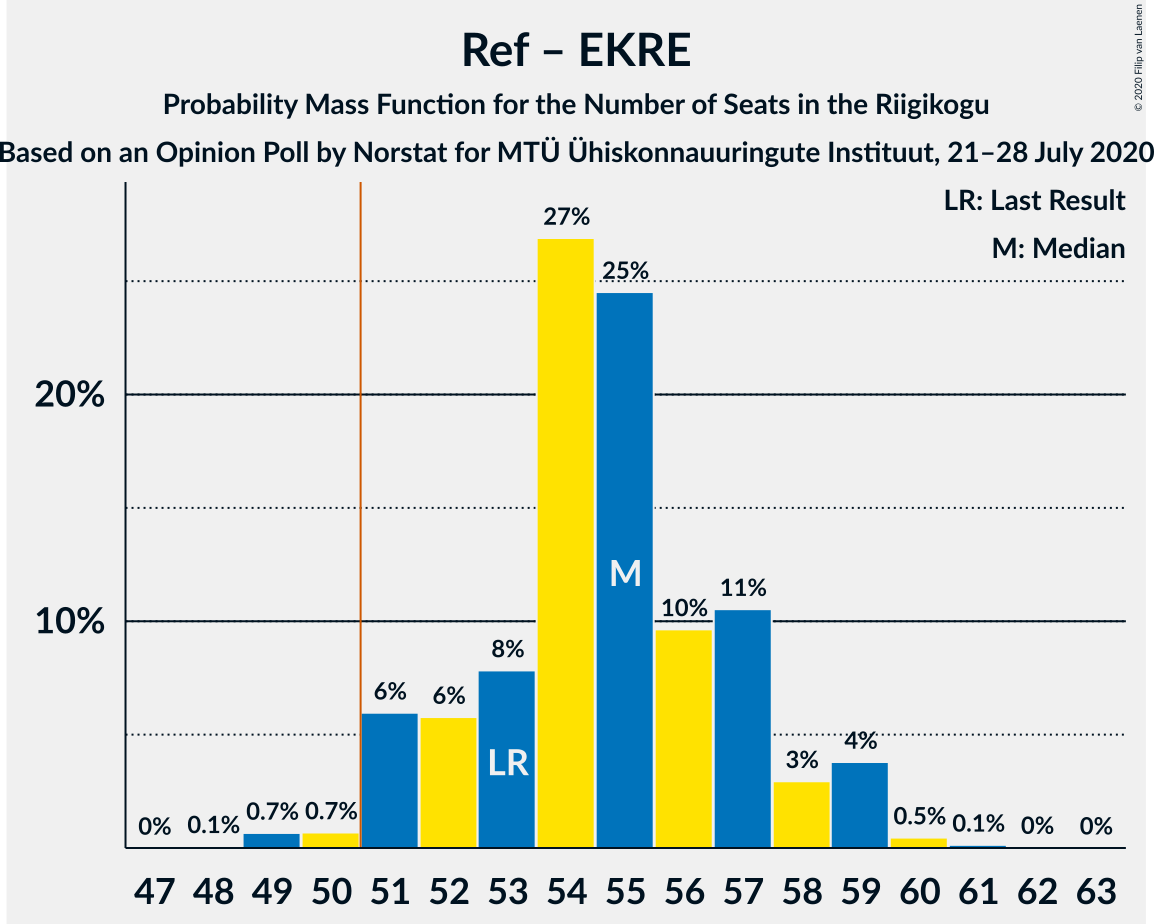 © 2020 Filip van Laenen
Ref – EKRE
Probability Mass Function for the Number of Seats in the Riigikogu
Based on an Opinion Poll by Norstat for MTÜ Ühiskonnauuringute Instituut, 21–28 July 2020
LR: Last Result
M: Median
27%
25%
20%
M
11%
10%
10%
8%
6%
6%
LR
4%
3%
0%
0.1%
0.7%
0.7%
0.5%
0.1%
0%
0%
47 48 49 50 51 52 53 54 55 56 57 58 59 60 61 62 63